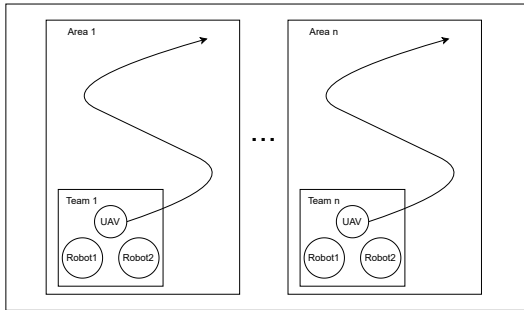 Area 1
Area n
...
Team 1
Team n
UAV
UAV
Robot1
Robot2
Robot1
Robot2